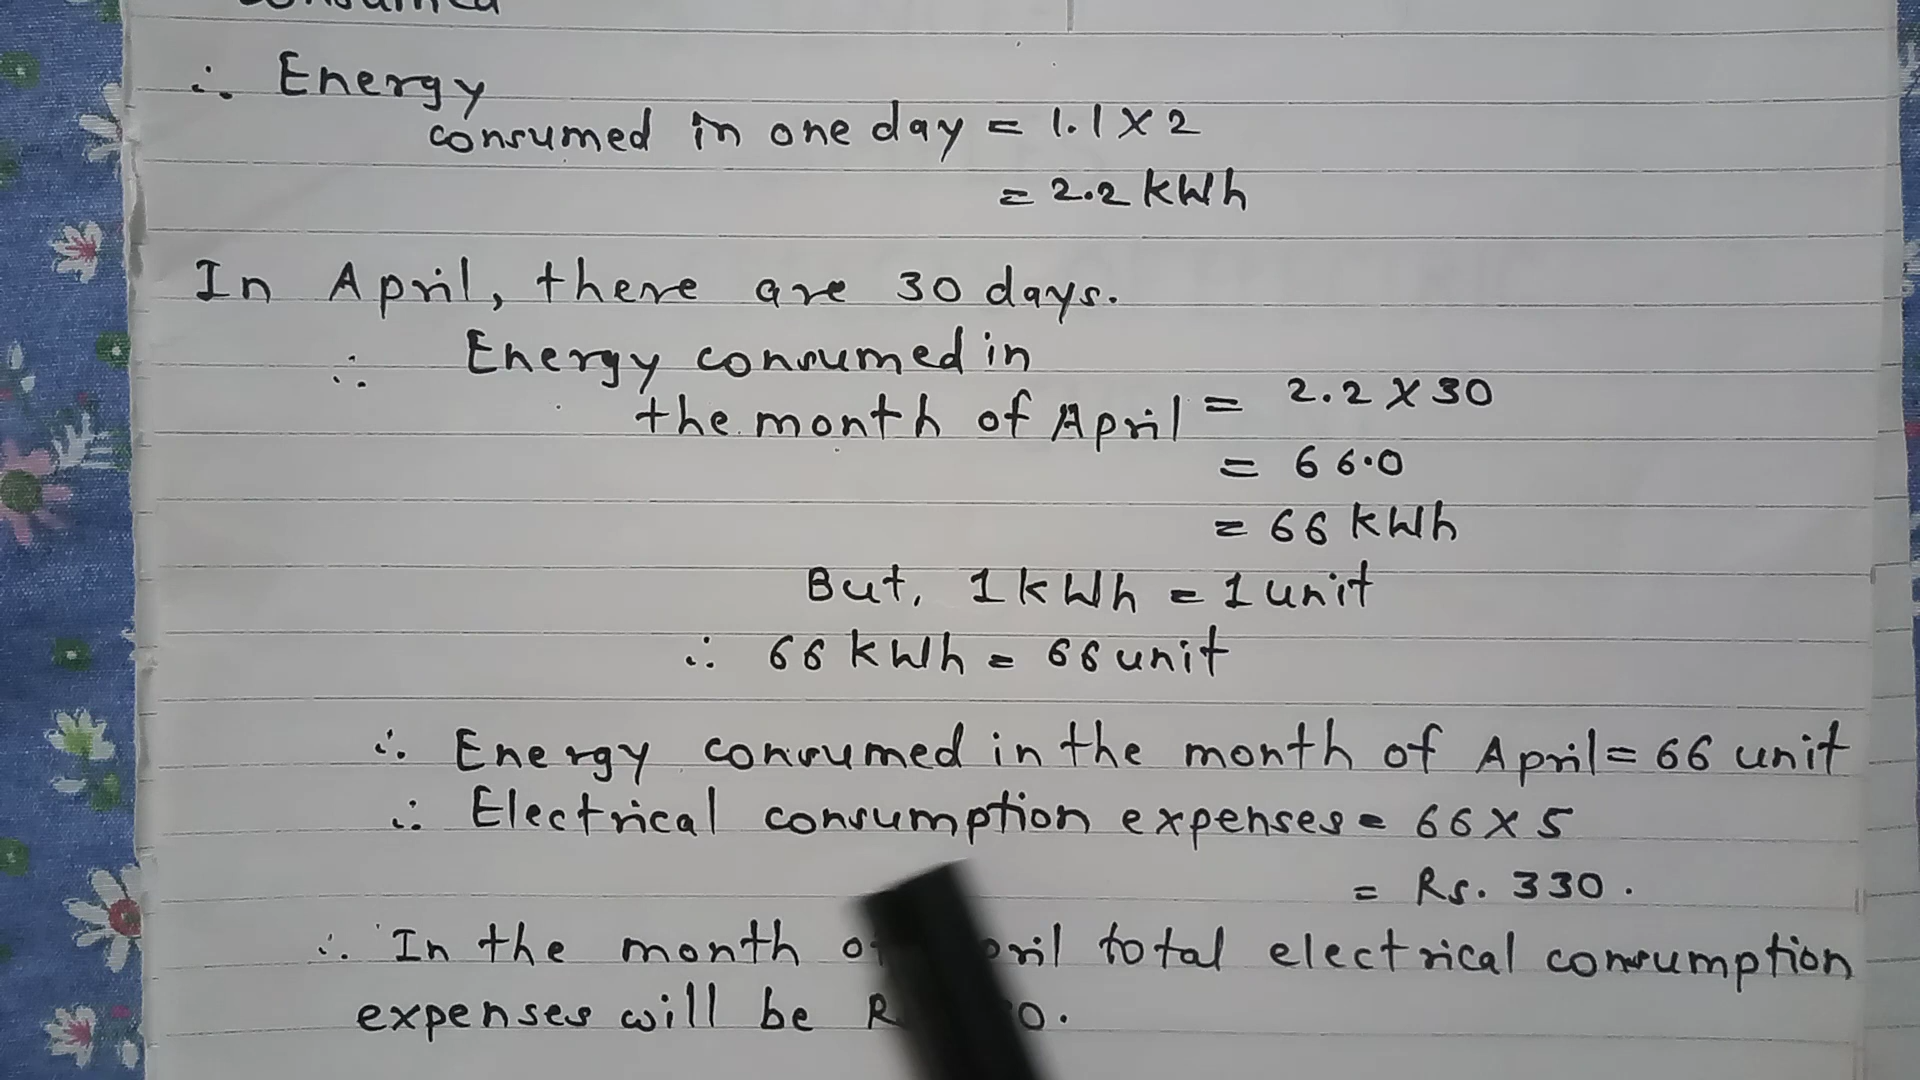 ∴ Energy
consumed in one day = 1.1 × 2
= 2.2 kWh
In April, there are 30 days.
∴ Energy consumed in
the month of April = 2.2 × 30
= 66.0
= 66 kWh
But, 1 kWh = 1 unit
∴ 66 kWh = 66 unit
∴ Energy consumed in the month of April = 66 unit
∴ Electrical consumption expenses = 66 × 5
= Rs. 330.
∴ In the month total electrical consumption
expenses will be